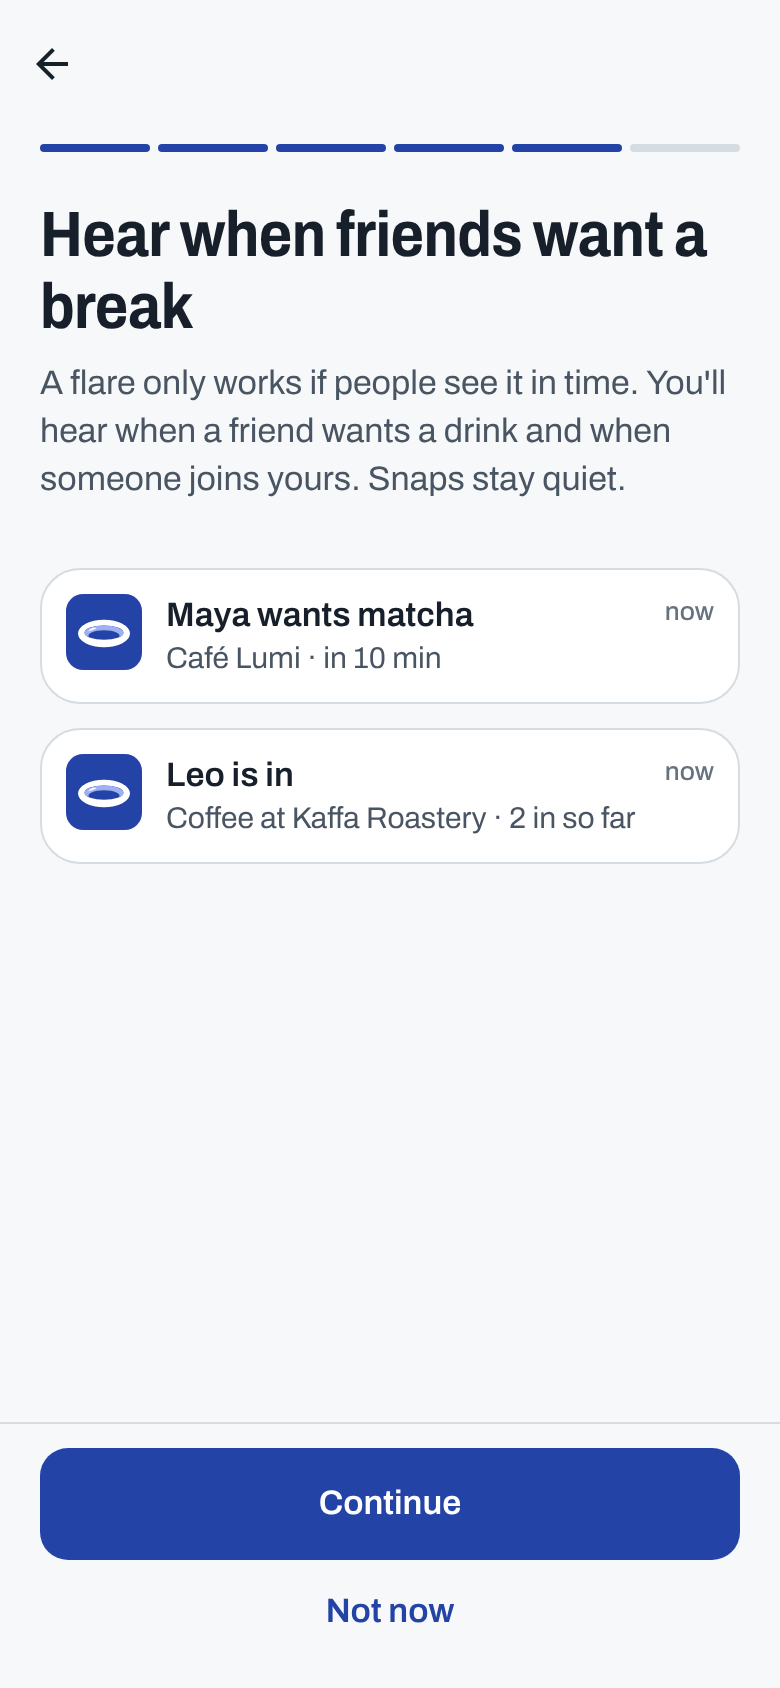 Hear when friends want a
break
A flare only works if people see it in time. You'll
hear when a friend wants a drink and when
someone joins yours. Snaps stay quiet.
Maya wants matcha
now
Café Lumi · in 10 min
Leo is in
now
Coffee at Kaffa Roastery · 2 in so far
Continue
Not now